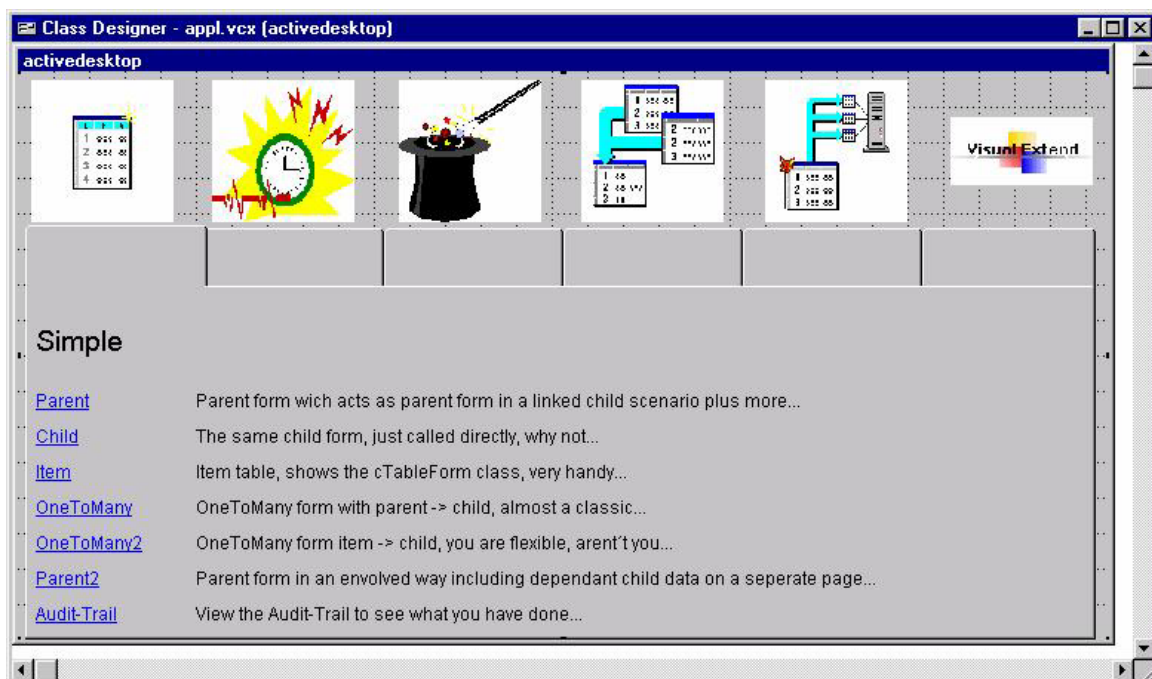 Class Designer - appl.vcx (activedesktop)
activedesktop
Visual Extend
Simple
Parent Parent form wich acts as parent form in a linked child scenario plus more...
Child The same child form, just called directly, why not...
Item Item table, shows the cTableForm class, very handy...
OneToMany OneToMany form with parent -> child, almost a classic...
OneToMany2 OneToMany form item -> child, you are flexible, arent´t you...
Parent2 Parent form in an envolved way including dependant child data on a seperate page...
Audit-Trail View the Audit-Trail to see what you have done...